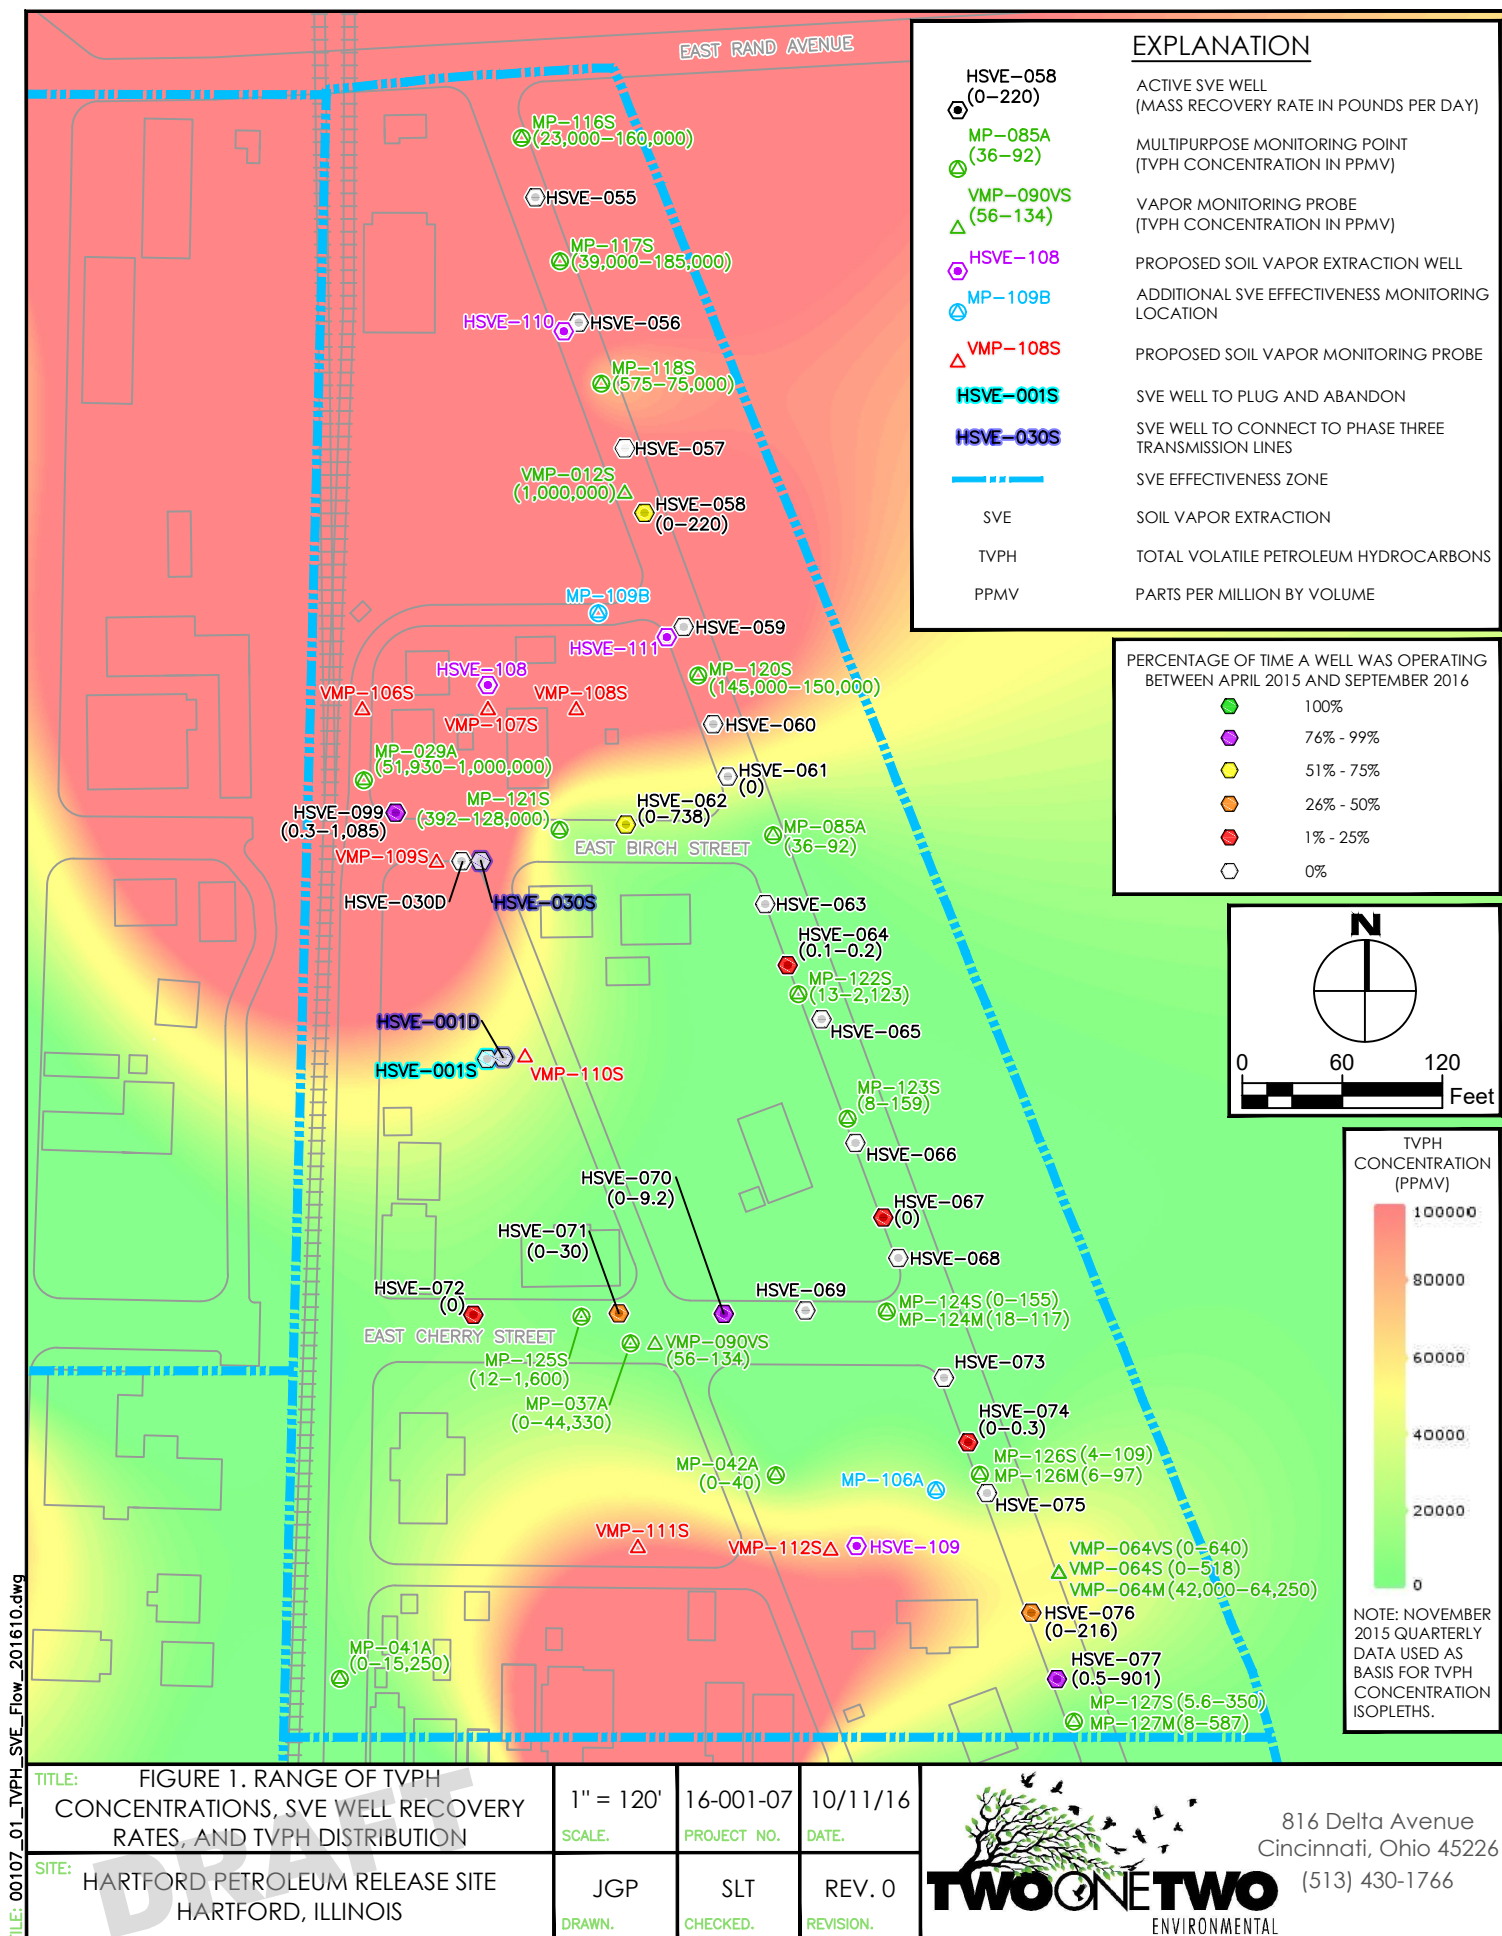 EAST RAND AVENUE
MP-116S
(23,000-160,000)
HSVE-055
MP-117S
(39,000-185,000)
HSVE-110
HSVE-056
MP-118S
(575-75,000)
HSVE-057
VMP-012S
(1,000,000)
HSVE-058
(0-220)
MP-109B
HSVE-059
HSVE-111
HSVE-108
MP-120S
(145,000-150,000)
VMP-106S
VMP-107S
VMP-108S
HSVE-060
MP-029A
(51,930-1,000,000)
HSVE-061
(0)
HSVE-099
(0.3-1,085)
MP-121S
(392-128,000)
HSVE-062
(0-738)
MP-085A
(36-92)
EAST BIRCH STREET
VMP-109S
HSVE-030D
HSVE-030S
HSVE-063
HSVE-064
(0.1-0.2)
MP-122S
(13-2,123)
HSVE-065
HSVE-001D
HSVE-001S
VMP-110S
MP-123S
(8-159)
HSVE-066
HSVE-070
(0-9.2)
HSVE-067
(0)
HSVE-071
(0-30)
HSVE-068
HSVE-072
(0)
HSVE-069
MP-124S (0-155)
MP-124M (18-117)
EAST CHERRY STREET
MP-125S
(12-1,600)
VMP-090VS
(56-134)
MP-037A
(0-44,330)
HSVE-073
HSVE-074
(0-0.3)
MP-126S (4-109)
MP-126M (6-97)
MP-042A
(0-40)
MP-106A
HSVE-075
VMP-111S
VMP-112S
HSVE-109
VMP-064VS (0-640)
VMP-064S (0-518)
VMP-064M (42,000-64,250)
HSVE-076
(0-216)
MP-041A
(0-15,250)
HSVE-077
(0.5-901)
MP-127S (5.6-350)
MP-127M (8-587)
EXPLANATION
HSVE-058
(0-220)
ACTIVE SVE WELL
(MASS RECOVERY RATE IN POUNDS PER DAY)
MP-085A
(36-92)
MULTIPURPOSE MONITORING POINT
(TVPH CONCENTRATION IN PPMV)
VMP-090VS
(56-134)
VAPOR MONITORING PROBE
(TVPH CONCENTRATION IN PPMV)
HSVE-108
PROPOSED SOIL VAPOR EXTRACTION WELL
MP-109B
ADDITIONAL SVE EFFECTIVENESS MONITORING
LOCATION
VMP-108S
PROPOSED SOIL VAPOR MONITORING PROBE
HSVE-001S
SVE WELL TO PLUG AND ABANDON
HSVE-030S
SVE WELL TO CONNECT TO PHASE THREE
TRANSMISSION LINES
SVE EFFECTIVENESS ZONE
SVE SOIL VAPOR EXTRACTION
TVPH TOTAL VOLATILE PETROLEUM HYDROCARBONS
PPMV PARTS PER MILLION BY VOLUME
PERCENTAGE OF TIME A WELL WAS OPERATING
BETWEEN APRIL 2015 AND SEPTEMBER 2016
100%
76% - 99%
51% - 75%
26% - 50%
1% - 25%
0%
N
0 60 120
Feet
TVPH
CONCENTRATION
(PPMV)
100000
80000
60000
40000
20000
0
NOTE: NOVEMBER
2015 QUARTERLY
DATA USED AS
BASIS FOR TVPH
CONCENTRATION
ISOPLETHS.
FILE: 00107_01_TVPH_SVE_Flow_201610.dwg
TITLE:
FIGURE 1. RANGE OF TVPH
CONCENTRATIONS, SVE WELL RECOVERY
RATES, AND TVPH DISTRIBUTION
SITE:
HARTFORD PETROLEUM RELEASE SITE
HARTFORD, ILLINOIS
DRAFT
1" = 120'
SCALE.
16-001-07
PROJECT NO.
10/11/16
DATE.
JGP
DRAWN.
SLT
CHECKED.
REV. 0
REVISION.
TWOONETWO
ENVIRONMENTAL
816 Delta Avenue
Cincinnati, Ohio 45226
(513) 430-1766